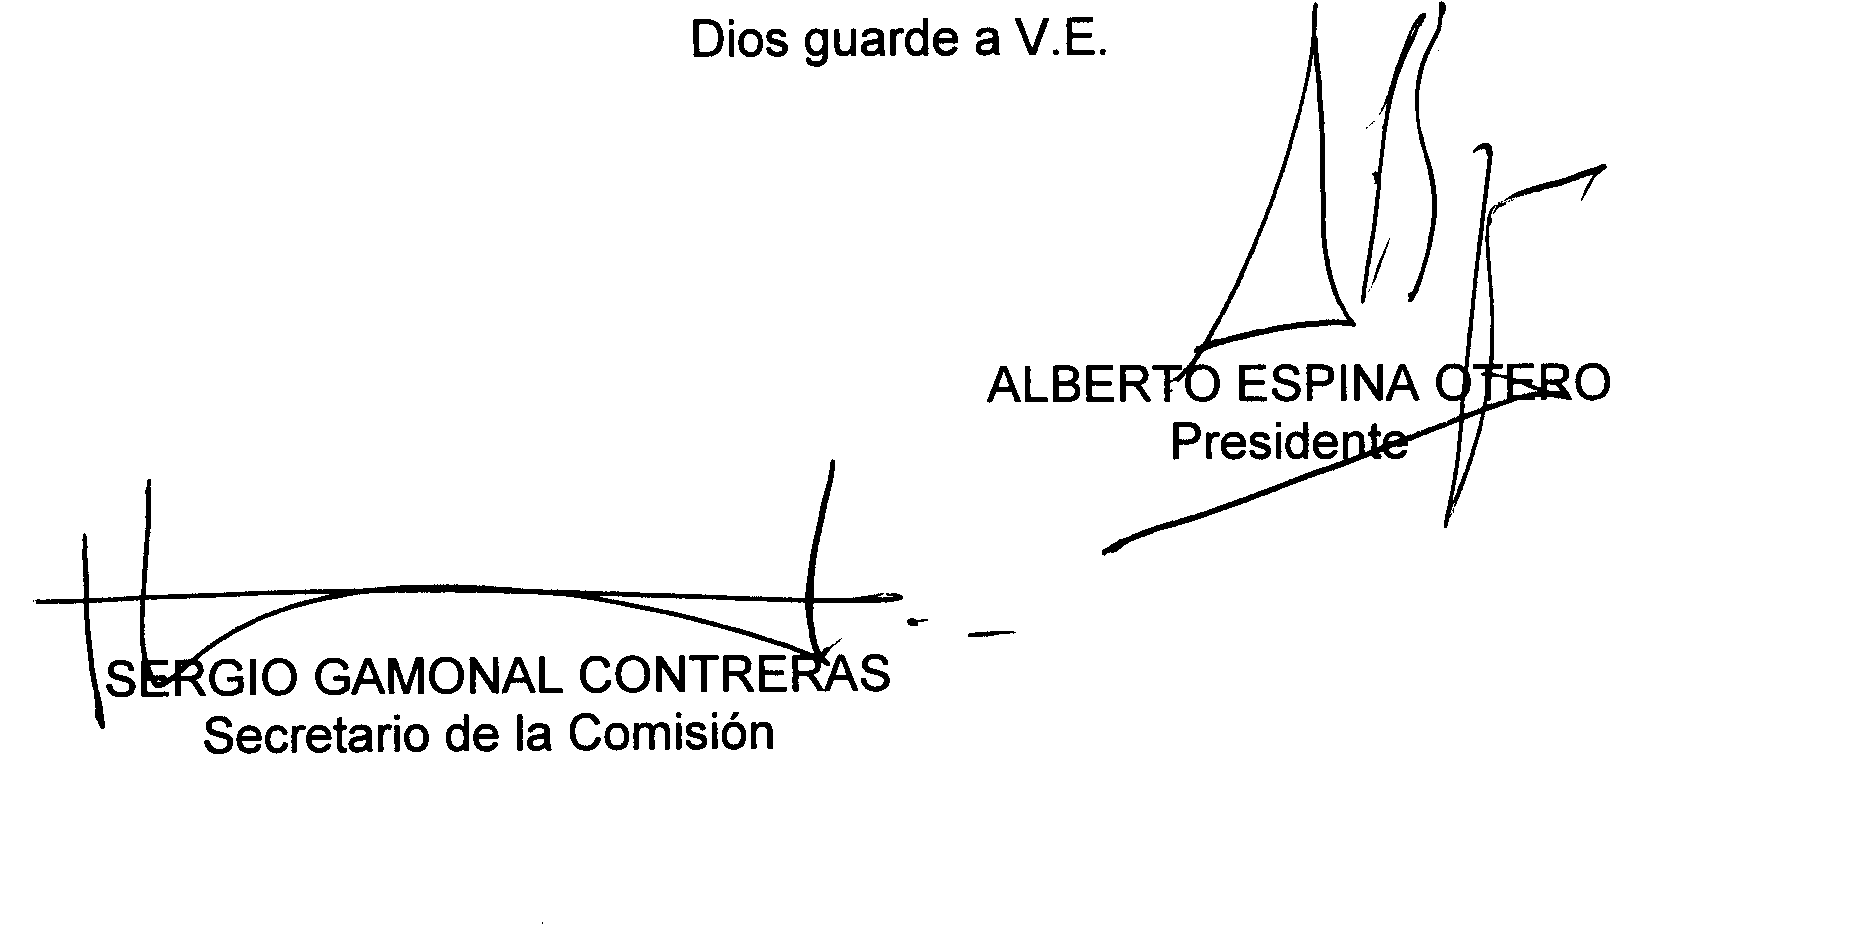 Dios guarde a V.E.
ALBERTO ESPINA OTERO
Presidente
SERGIO GAMONAL CONTRERAS
Secretario de la Comisión